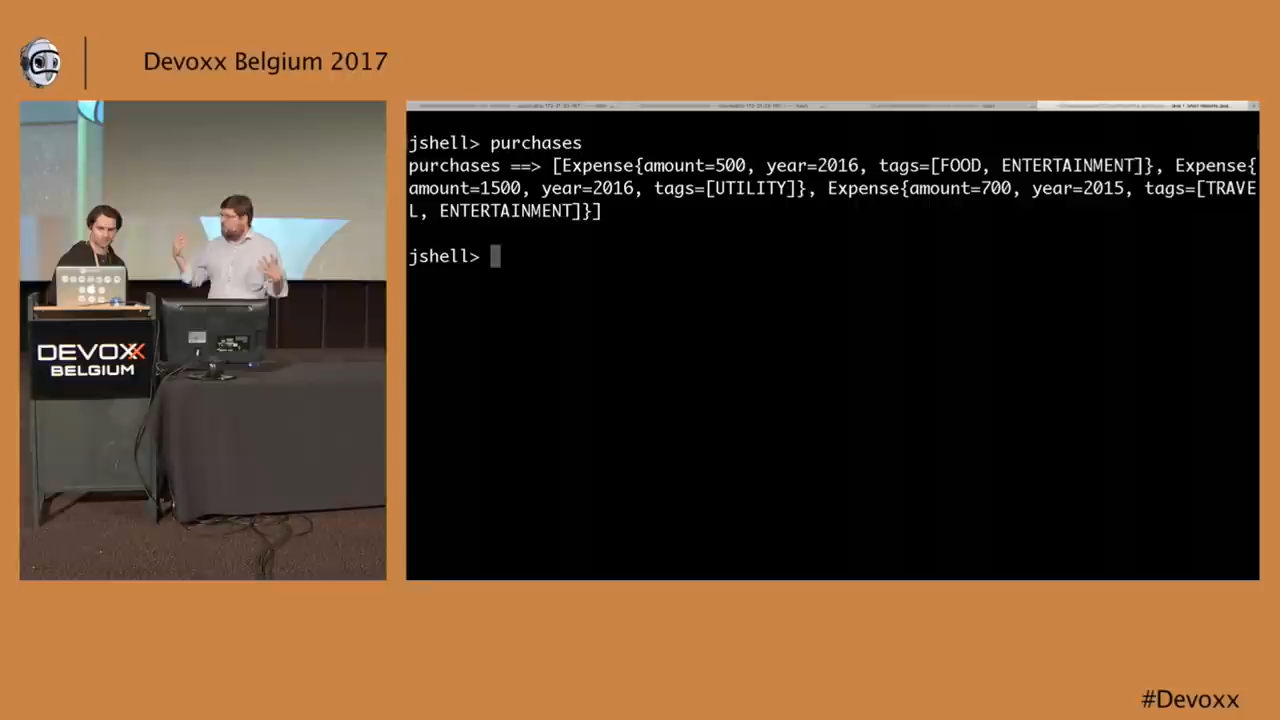 Devoxx Belgium 2017
jshell> purchases
purchases ==> [Expense{amount=500, year=2016, tags=[FOOD, ENTERTAINMENT]}, Expense{
amount=1500, year=2016, tags=[UTILITY]}, Expense{amount=700, year=2015, tags=[TRAVE
L, ENTERTAINMENT]}]
jshell>
DEVOXX
BELGIUM
#Devoxx